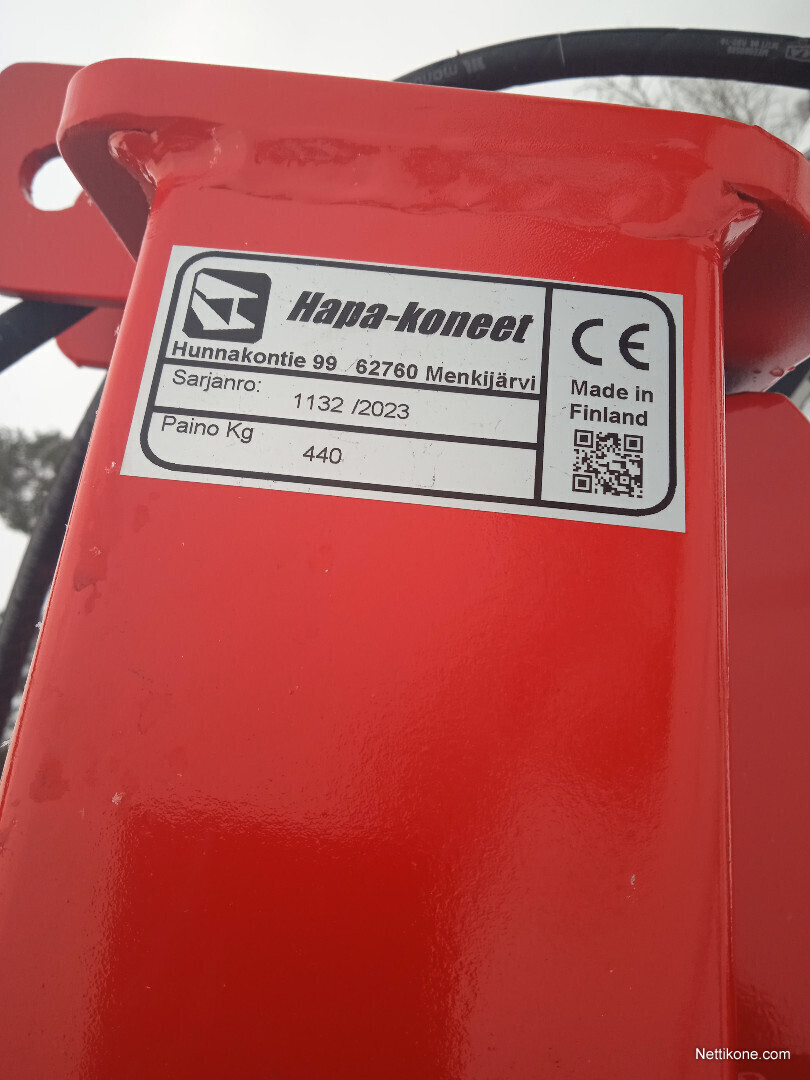 Hapa-koneet
Hunnakontie 99 62760 Menkijärvi
Sarjanro: 1132 /2023
Paino Kg 440
CE
Made in
Finland
Nettikone.com